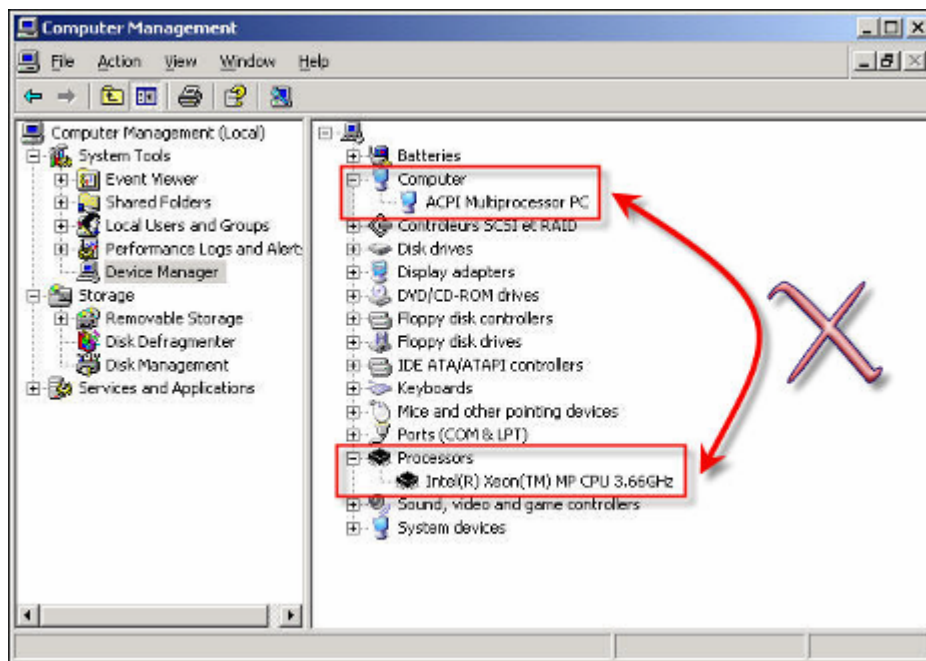 Computer Management
File Action View Window Help
Computer Management (Local)
System Tools
Event Viewer
Shared Folders
Local Users and Groups
Performance Logs and Alerts
Device Manager
Storage
Removable Storage
Disk Defragmenter
Disk Management
Services and Applications
Batteries
Computer
ACPI Multiprocessor PC
Contrôleurs SCSI et RAID
Disk drives
Display adapters
DVD/CD-ROM drives
Floppy disk controllers
Floppy disk drives
IDE ATA/ATAPI controllers
Keyboards
Mice and other pointing devices
Ports (COM & LPT)
Processors
Intel(R) Xeon(TM) MP CPU 3.66GHz
Sound, video and game controllers
System devices